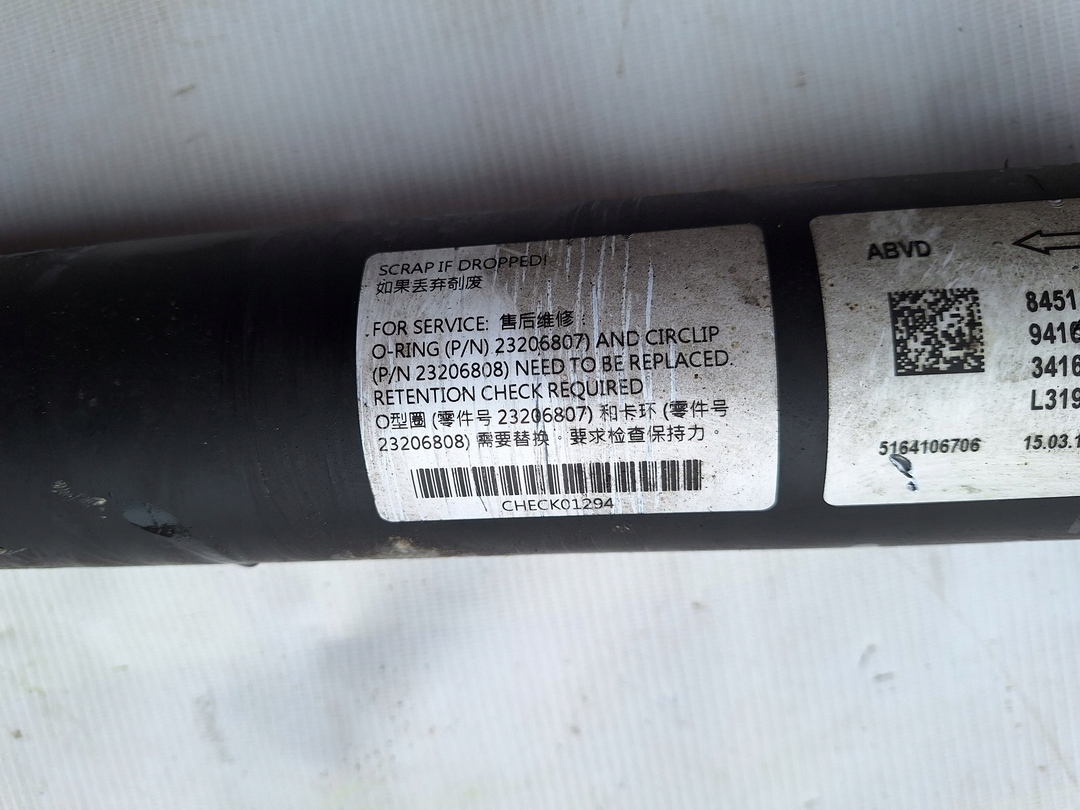 SCRAP IF DROPPED!
如果丢弃剞废
FOR SERVICE: 售后维修：
O-RING (P/N) 23206807) AND CIRCLIP
(P/N 23206808) NEED TO BE REPLACED.
RETENTION CHECK REQUIRED
O型圈 (零件号 23206807) 和卡环 (零件号
23206808) 需要替换。要求检查保持力。
CHECK01294
ABVD
8451
9416
3416
L319
5164106706 15.03.1